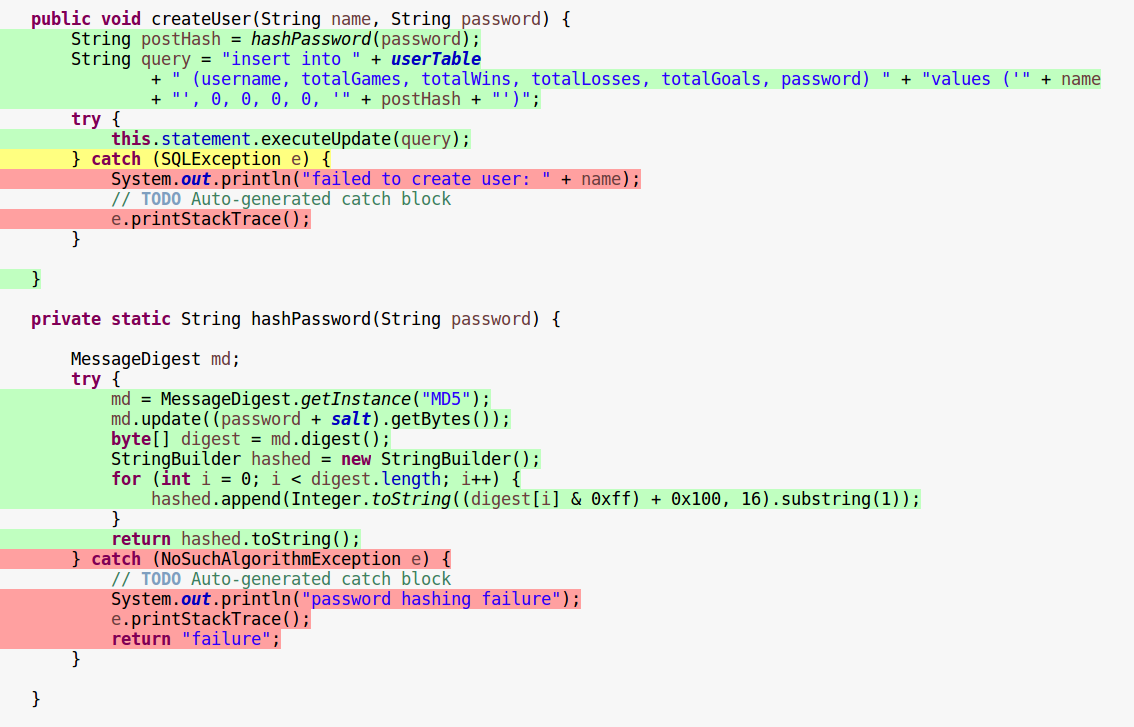 public void createUser(String name, String password) {
String postHash = hashPassword(password);
String query = "insert into " + userTable
+ " (username, totalGames, totalWins, totalLosses, totalGoals, password) " + "values ('" + name
+ "', 0, 0, 0, 0, '" + postHash + "')";
try {
this.statement.executeUpdate(query);
} catch (SQLException e) {
System.out.println("failed to create user: " + name);
// TODO Auto-generated catch block
e.printStackTrace();
}
}
private static String hashPassword(String password) {
MessageDigest md;
try {
md = MessageDigest.getInstance("MD5");
md.update((password + salt).getBytes());
byte[] digest = md.digest();
StringBuilder hashed = new StringBuilder();
for (int i = 0; i < digest.length; i++) {
hashed.append(Integer.toString((digest[i] & 0xff) + 0x100, 16).substring(1));
}
return hashed.toString();
} catch (NoSuchAlgorithmException e) {
// TODO Auto-generated catch block
System.out.println("password hashing failure");
e.printStackTrace();
return "failure";
}
}